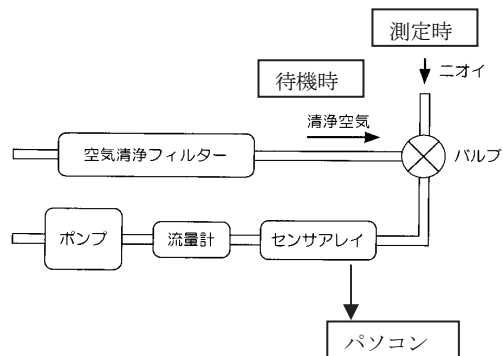 測定時
ニオイ
待機時
清浄空気
空気清浄フィルター
バルブ
ポンプ
流量計
センサアレイ
パソコン